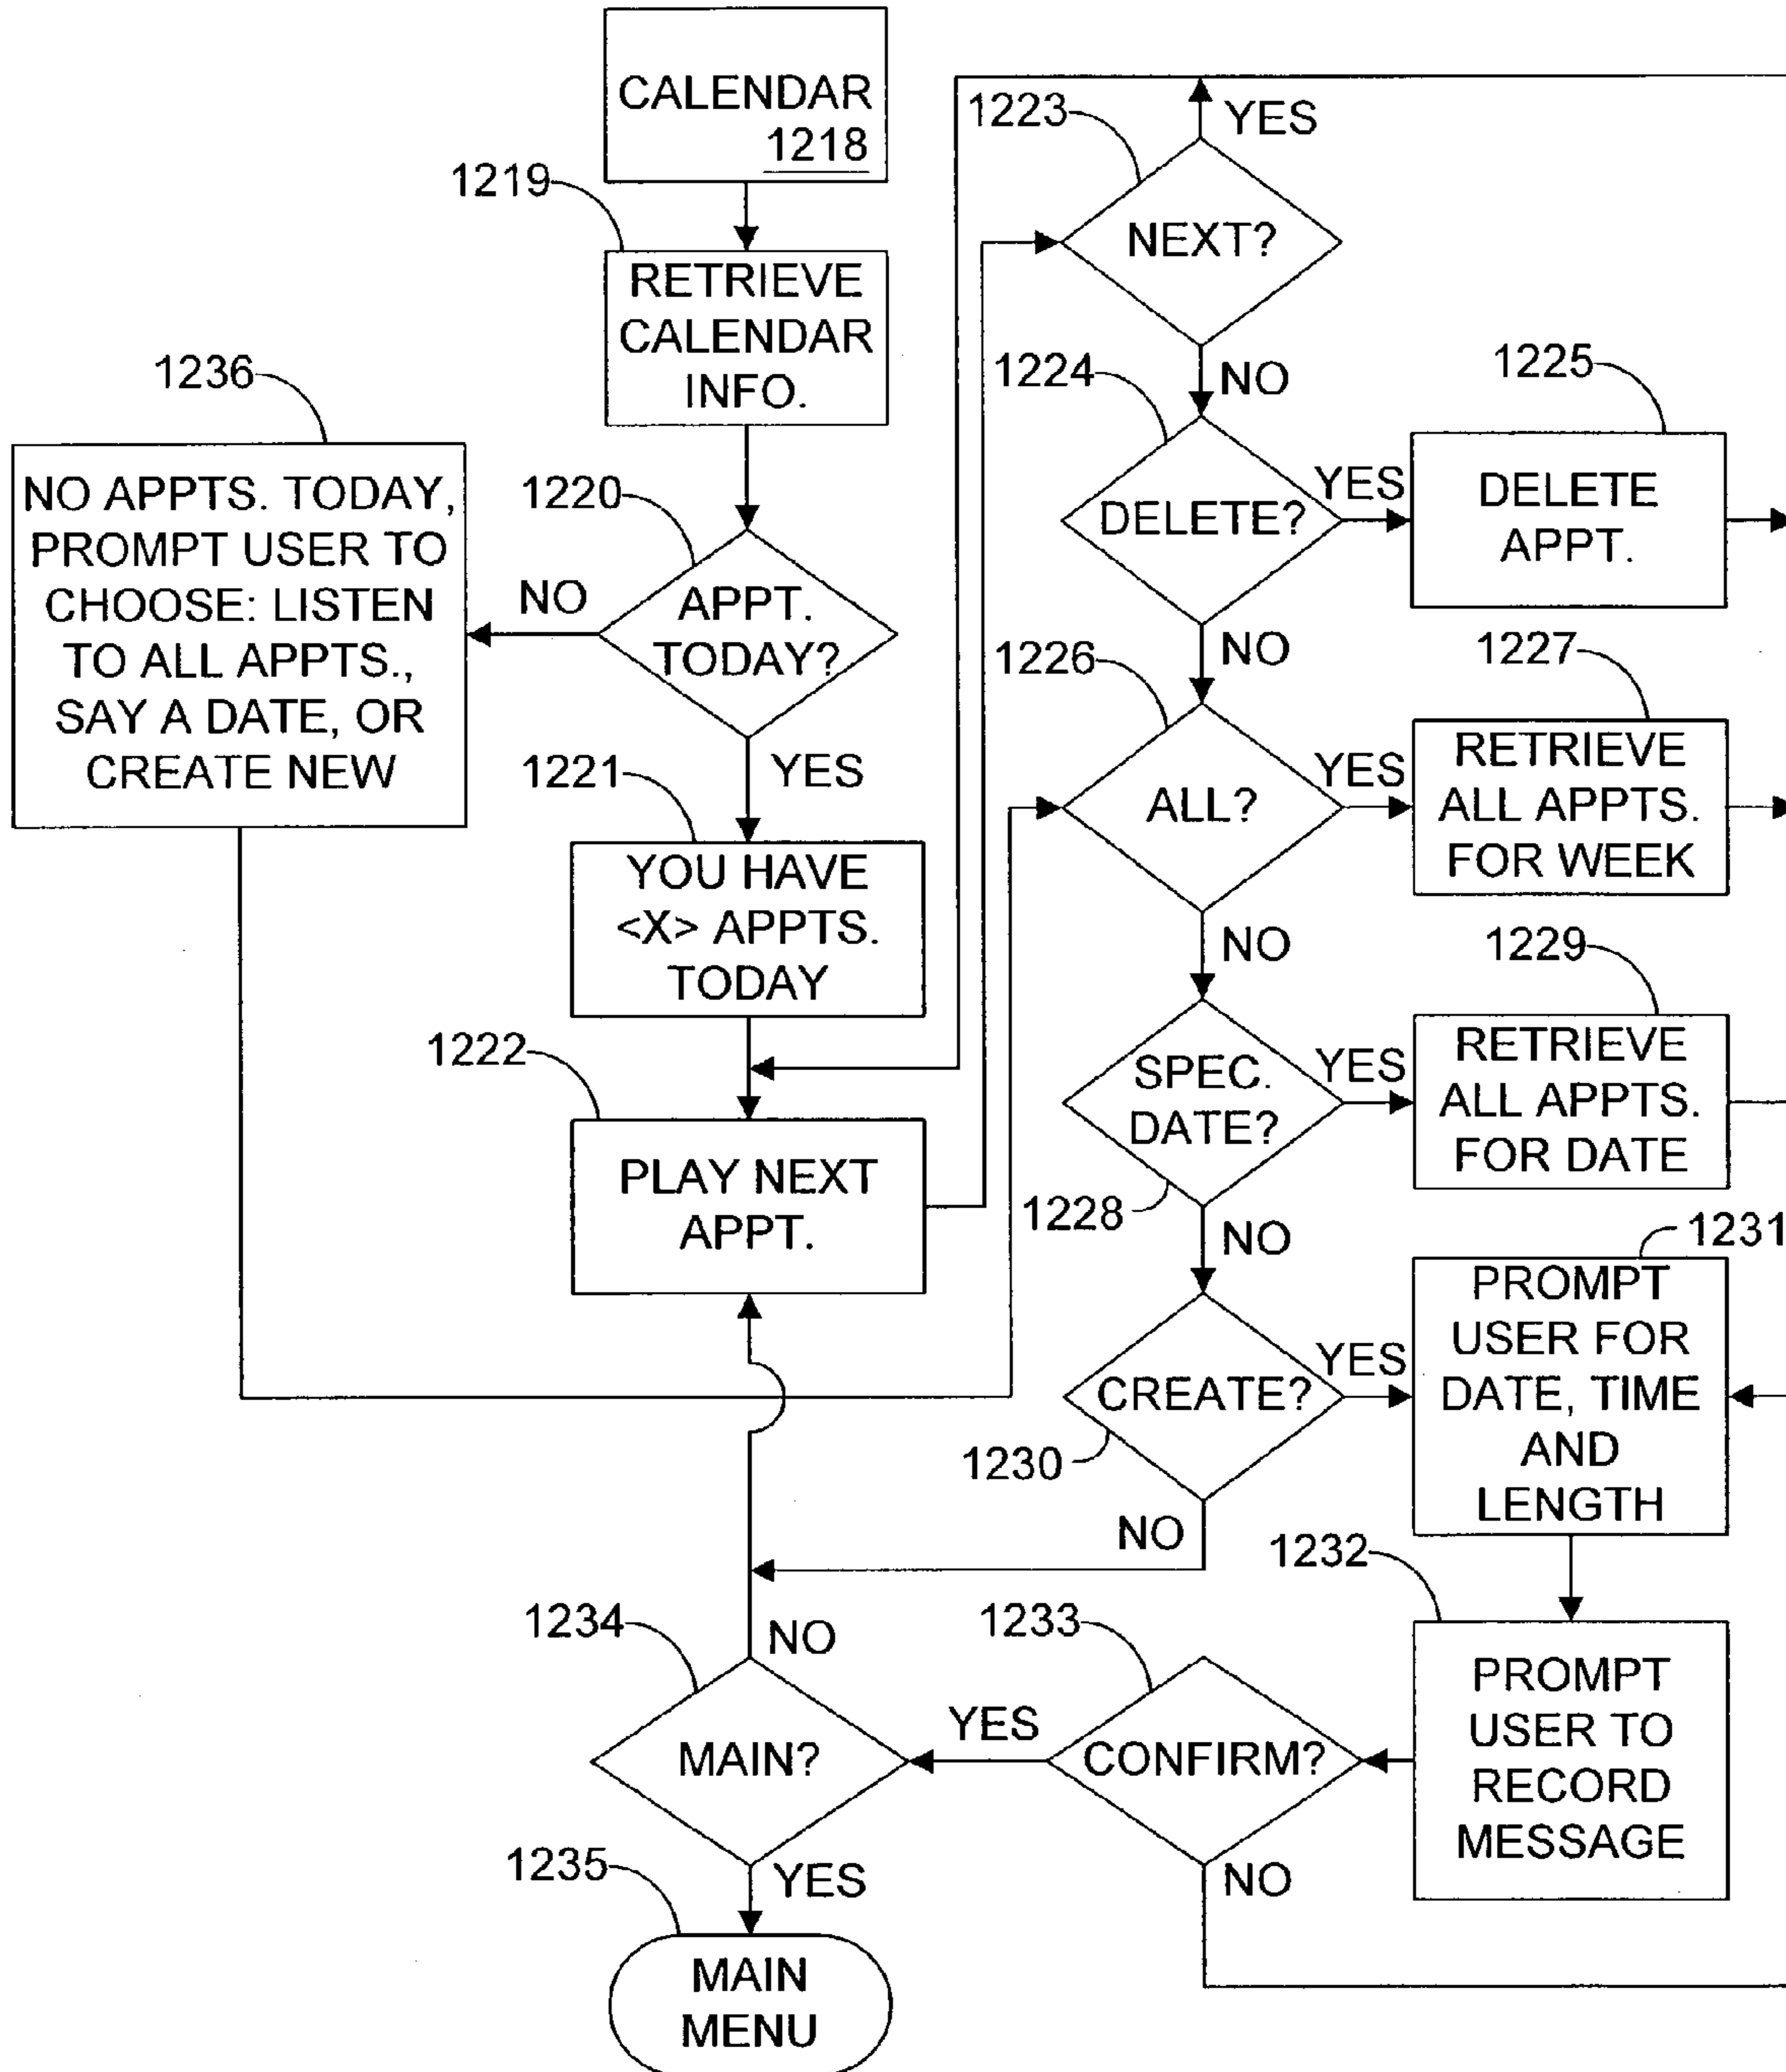 CALENDAR
1218
1219
RETRIEVE
CALENDAR
INFO.
1236
NO APPTS. TODAY,
PROMPT USER TO
CHOOSE: LISTEN
TO ALL APPTS.,
SAY A DATE, OR
CREATE NEW
1220
NO
APPT.
TODAY?
YES
1221
YOU HAVE
<X> APPTS.
TODAY
1222
PLAY NEXT
APPT.
1223
YES
NEXT?
NO
1224
DELETE?
YES
1225
DELETE
APPT.
NO
1226
ALL?
YES
1227
RETRIEVE
ALL APPTS.
FOR WEEK
NO
SPEC.
DATE?
1228
YES
1229
RETRIEVE
ALL APPTS.
FOR DATE
NO
CREATE?
1230
YES
1231
PROMPT
USER FOR
DATE, TIME
AND
LENGTH
NO
1232
PROMPT
USER TO
RECORD
MESSAGE
1233
CONFIRM?
YES
NO
1234
NO
MAIN?
YES
1235
MAIN
MENU